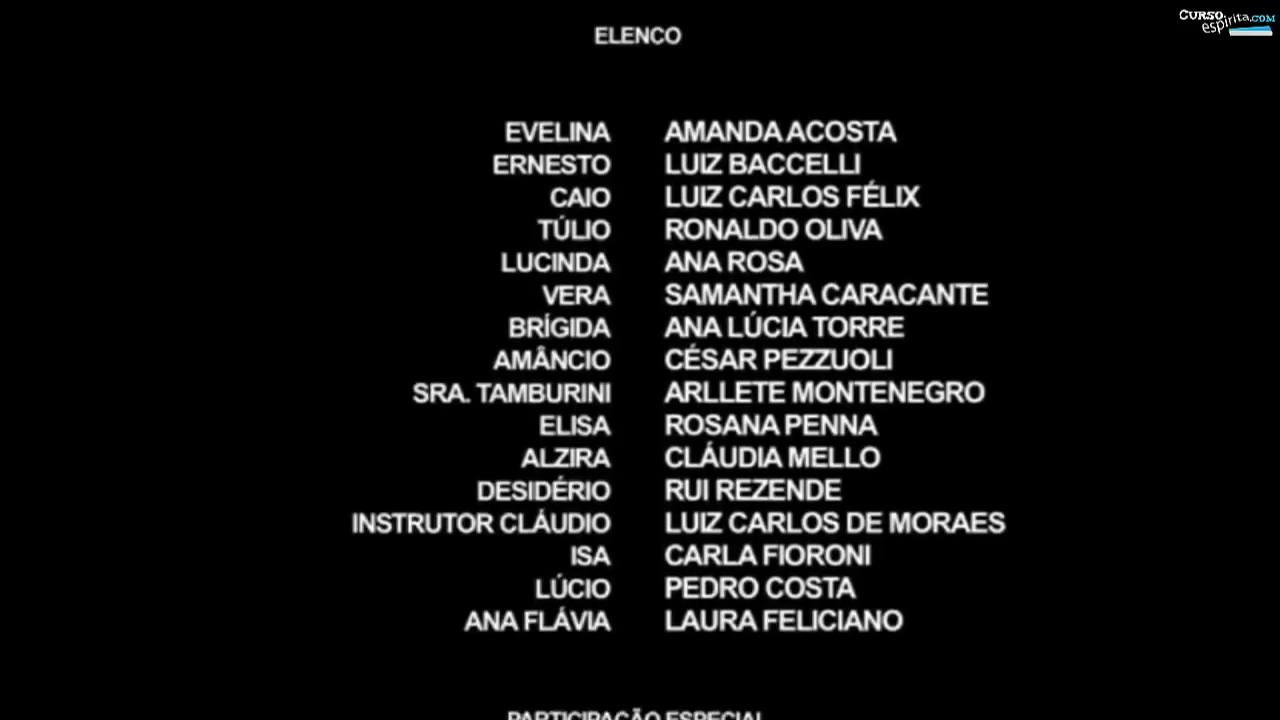 CURSO
espírita.COM
ELENCO
EVELINA AMANDA ACOSTA
ERNESTO LUIZ BACCELLI
CAIO LUIZ CARLOS FÉLIX
TÚLIO RONALDO OLIVA
LUCINDA ANA ROSA
VERA SAMANTHA CARACANTE
BRÍGIDA ANA LÚCIA TORRE
AMÂNCIO CÉSAR PEZZUOLI
SRA. TAMBURINI ARLLETE MONTENEGRO
ELISA ROSANA PENNA
ALZIRA CLÁUDIA MELLO
DESIDÉRIO RUI REZENDE
INSTRUTOR CLÁUDIO LUIZ CARLOS DE MORAES
ISA CARLA FIORONI
LÚCIO PEDRO COSTA
ANA FLÁVIA LAURA FELICIANO
PARTICIPAÇÃO ESPECIAL